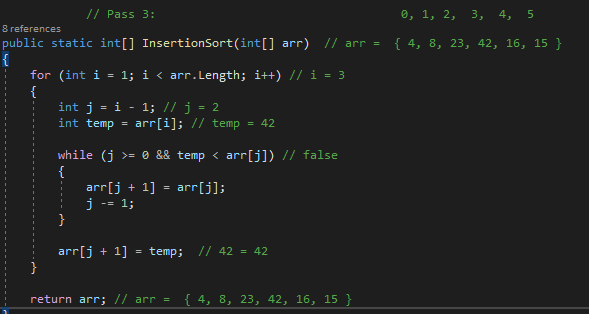 // Pass 3: 0, 1, 2, 3, 4, 5
8 references
public static int[] InsertionSort(int[] arr) // arr = { 4, 8, 23, 42, 16, 15 }
{
for (int i = 1; i < arr.Length; i++) // i = 3
{
int j = i - 1; // j = 2
int temp = arr[i]; // temp = 42
while (j >= 0 && temp < arr[j]) // false
{
arr[j + 1] = arr[j];
j -= 1;
}
arr[j + 1] = temp; // 42 = 42
}
return arr; // arr = { 4, 8, 23, 42, 16, 15 }
}